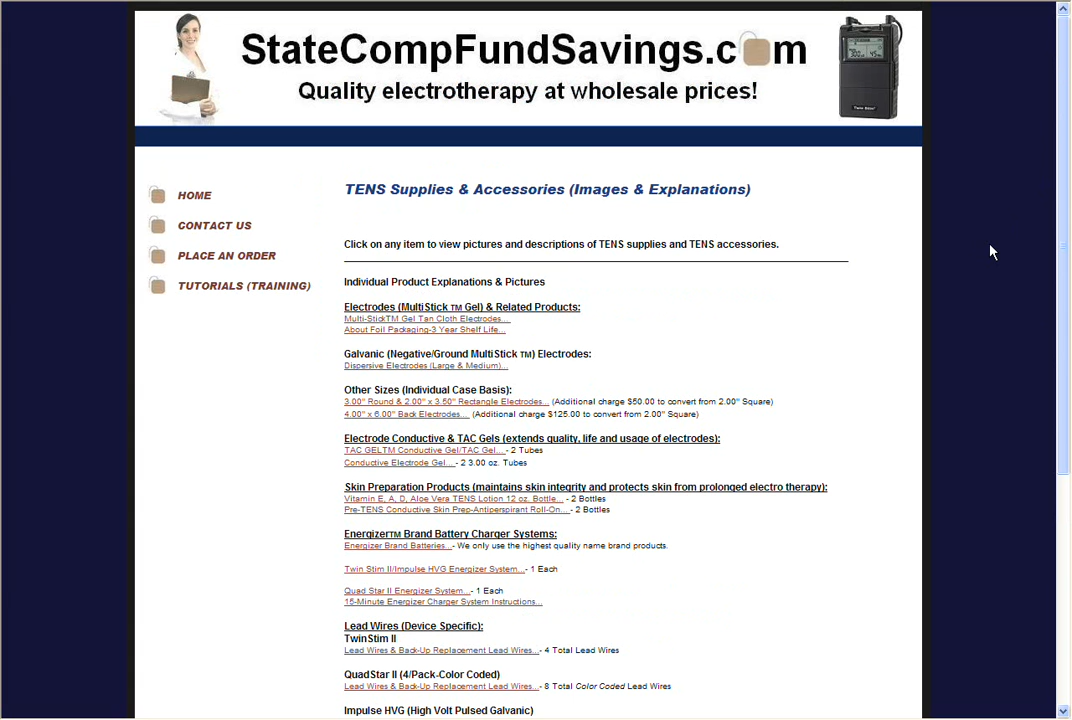 StateCompFundSavings.com
Quality electrotherapy at wholesale prices!
Twin Stim
HOME
CONTACT US
PLACE AN ORDER
TUTORIALS (TRAINING)
TENS Supplies & Accessories (Images & Explanations)
Click on any item to view pictures and descriptions of TENS supplies and TENS accessories.
Individual Product Explanations & Pictures
Electrodes (MultiStick TM Gel) & Related Products:
Multi-StickTM Gel Tan Cloth Electrodes...
About Foil Packaging-3 Year Shelf Life...
Galvanic (Negative/Ground MultiStick TM) Electrodes:
Dispersive Electrodes (Large & Medium)...
Other Sizes (Individual Case Basis):
3.00" Round & 2.00" x 3.50" Rectangle Electrodes... (Additional charge $50.00 to convert from 2.00" Square)
4.00" x 6.00" Back Electrodes... (Additional charge $125.00 to convert from 2.00" Square)
Electrode Conductive & TAC Gels (extends quality, life and usage of electrodes):
TAC GELTM Conductive Gel/TAC Gel...- 2 Tubes
Conductive Electrode Gel...- 2 3.00 oz. Tubes
Skin Preparation Products (maintains skin integrity and protects skin from prolonged electro therapy):
Vitamin E, A, D, Aloe Vera TENS Lotion 12 oz. Bottle... - 2 Bottles
Pre-TENS Conductive Skin Prep-Antiperspirant Roll-On...- 2 Bottles
EnergizerTM Brand Battery Charger Systems:
Energizer Brand Batteries...- We only use the highest quality name brand products.
Twin Stim II/Impulse HVG Energizer System...- 1 Each
Quad Star II Energizer System...- 1 Each
15-Minute Energizer Charger System Instructions...
Lead Wires (Device Specific):
TwinStim II
Lead Wires & Back-Up Replacement Lead Wires...- 4 Total Lead Wires
QuadStar II (4/Pack-Color Coded)
Lead Wires & Back-Up Replacement Lead Wires...- 8 Total Color Coded Lead Wires
Impulse HVG (High Volt Pulsed Galvanic)